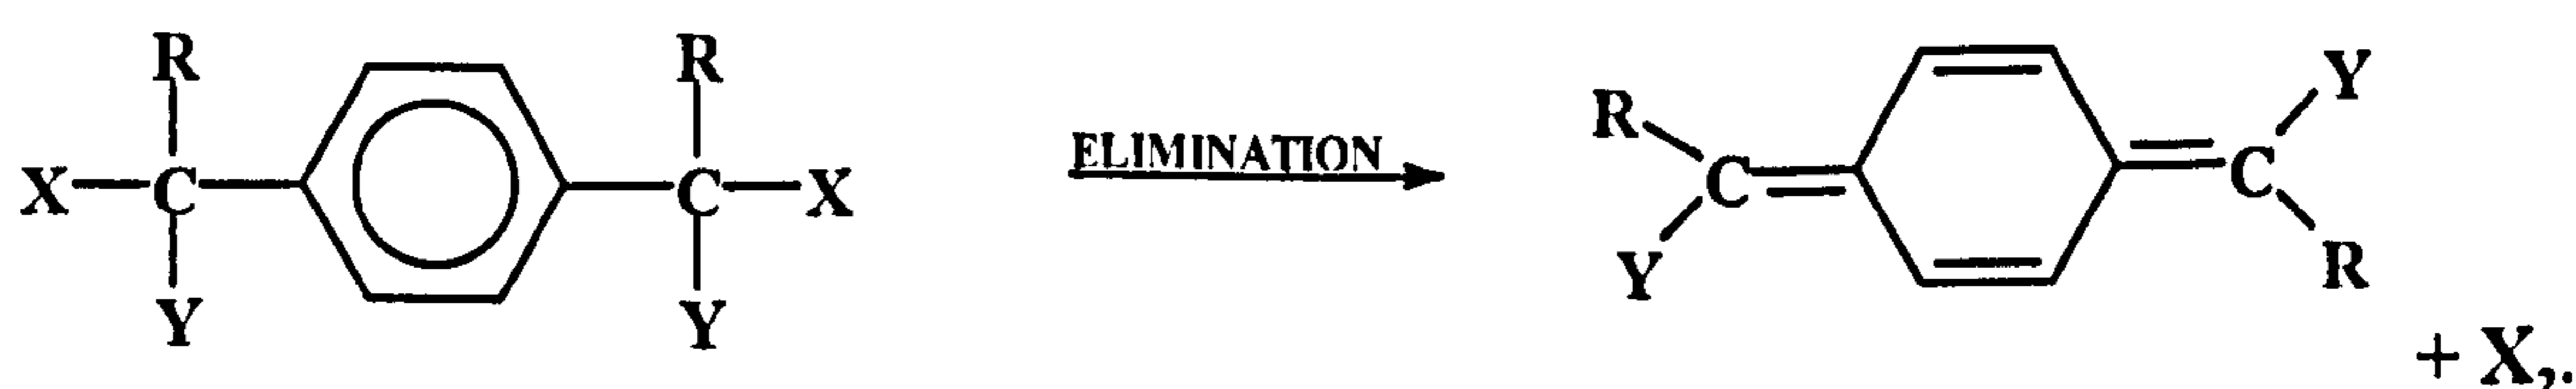 R R
X C C X
Y Y
ELIMINATION
R C Y
Y C R
+ X₂.